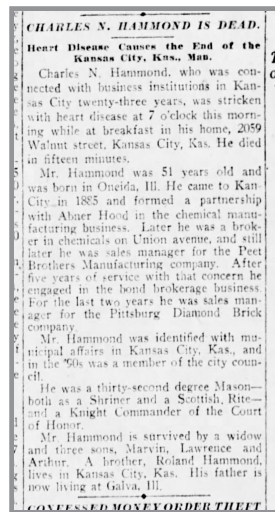 CHARLES N. HAMMOND IS DEAD.
Heart Disease Causes the End of the
Kansas City, Kas., Man.
Charles N. Hammond, who was con-
nected with business institutions in Kan-
sas City twenty-three years, was stricken
with heart disease at 7 o'clock this morn-
ing while at breakfast in his home, 2059
Walnut street, Kansas City, Kas. He died
in fifteen minutes.
Mr. Hammond was 51 years old and
was born in Oneida, Ill. He came to Kan-
City in 1885 and formed a partnership
with Abner Hood in the chemical manu-
facturing business. Later he was a brok-
er in chemicals on Union avenue, and still
later he was sales manager for the Peet
Brothers Manufacturing company. After
five years of service with that concern he
engaged in the bond brokerage business.
For the last two years he was sales man-
ager for the Pittsburg Diamond Brick
company.
Mr. Hammond was identified with mu-
nicipal affairs in Kansas City, Kas., and
in the '90s was a member of the city coun-
cil.
He was a thirty-second degree Mason—
both as a Shriner and a Scottish, Rite—
and a Knight Commander of the Court
of Honor.
Mr. Hammond is survived by a widow
and three sons, Marvin, Lawrence and
Arthur. A brother, Roland Hammond,
lives in Kansas City, Kas. His father is
now living at Galva, Ill.
CONFESSED MONEY ORDER THEFT